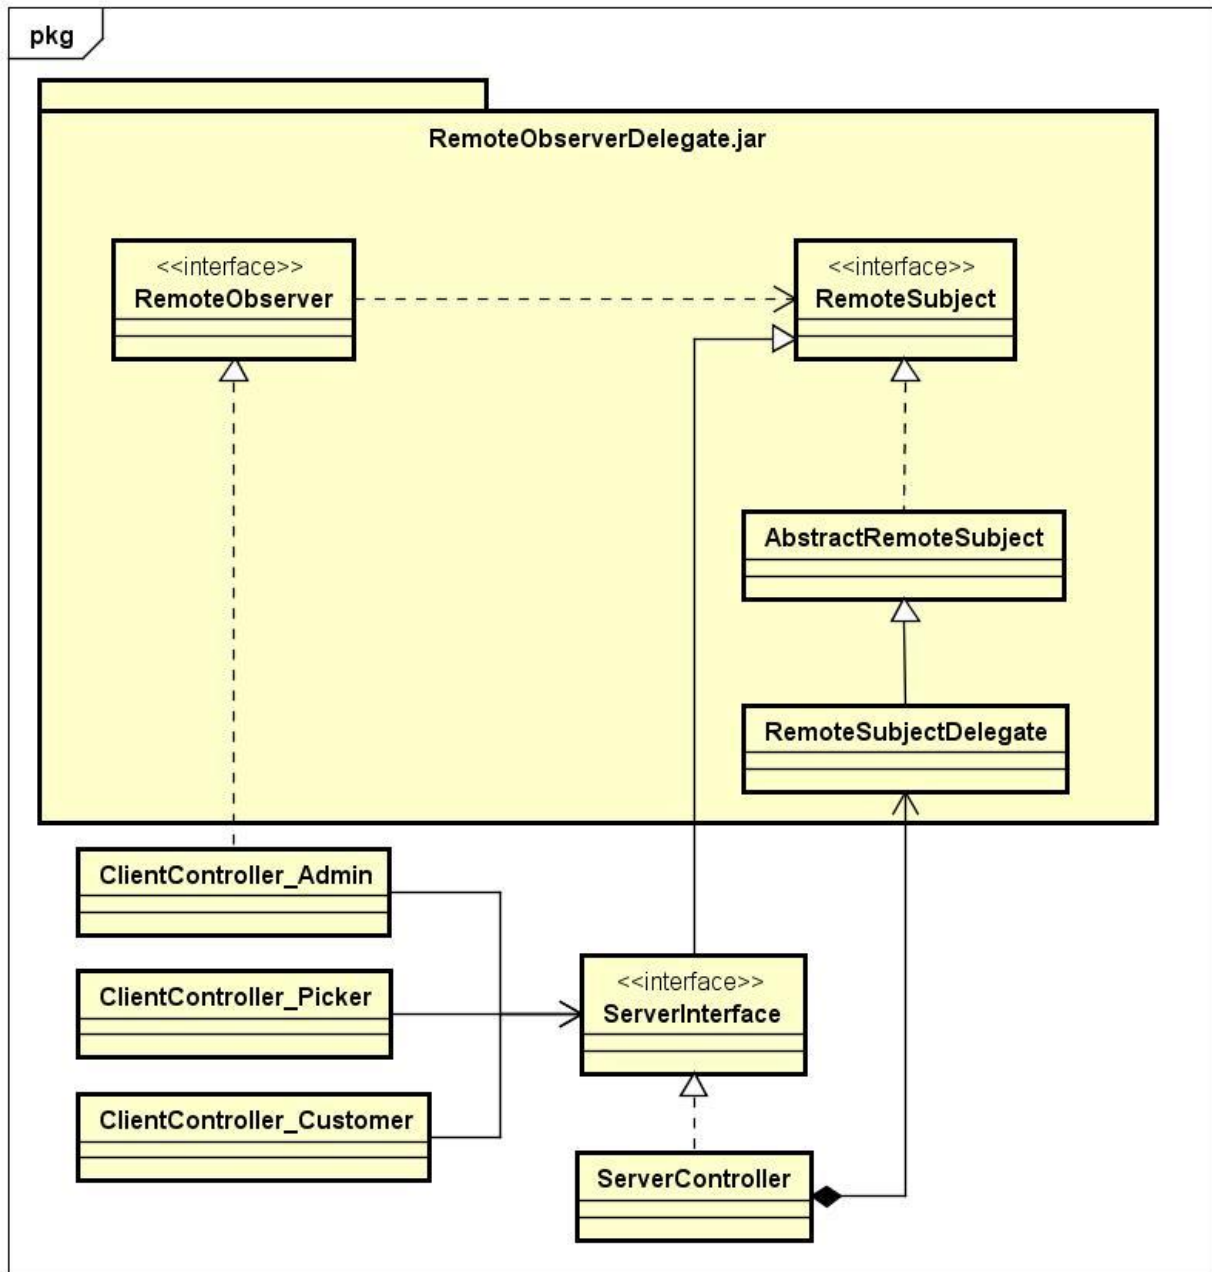 pkg
RemoteObserverDelegate.jar
<<interface>>
RemoteObserver
<<interface>>
RemoteSubject
AbstractRemoteSubject
RemoteSubjectDelegate
ClientController_Admin
ClientController_Picker
<<interface>>
ServerInterface
ClientController_Customer
ServerController